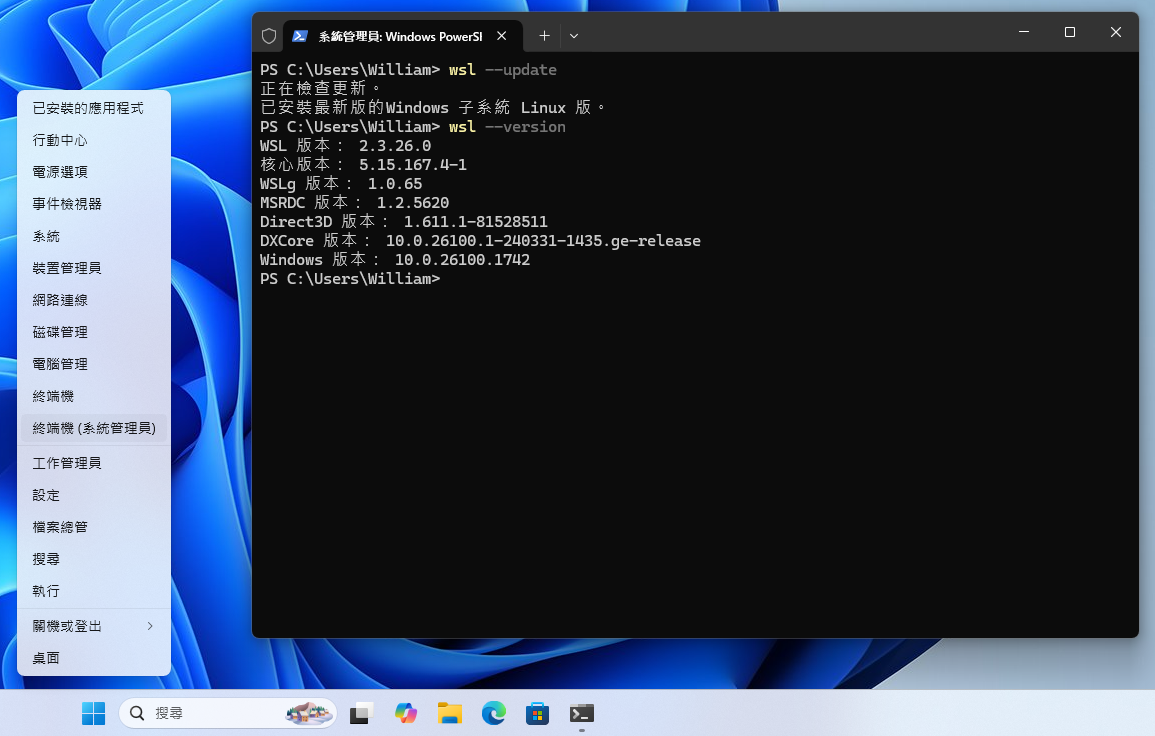 系統管理員: Windows PowerSl
PS C:\Users\William> wsl --update
正在檢查更新。
已安裝最新版的Windows 子系統 Linux 版。
PS C:\Users\William> wsl --version
WSL 版本： 2.3.26.0
核心版本： 5.15.167.4-1
WSLg 版本： 1.0.65
MSRDC 版本： 1.2.5620
Direct3D 版本： 1.611.1-81528511
DXCore 版本： 10.0.26100.1-240331-1435.ge-release
Windows 版本： 10.0.26100.1742
PS C:\Users\William>
已安裝的應用程式
行動中心
電源選項
事件檢視器
系統
裝置管理員
網路連線
磁碟管理
電腦管理
終端機
終端機 (系統管理員)
工作管理員
設定
檔案總管
搜尋
執行
關機或登出
桌面
搜尋